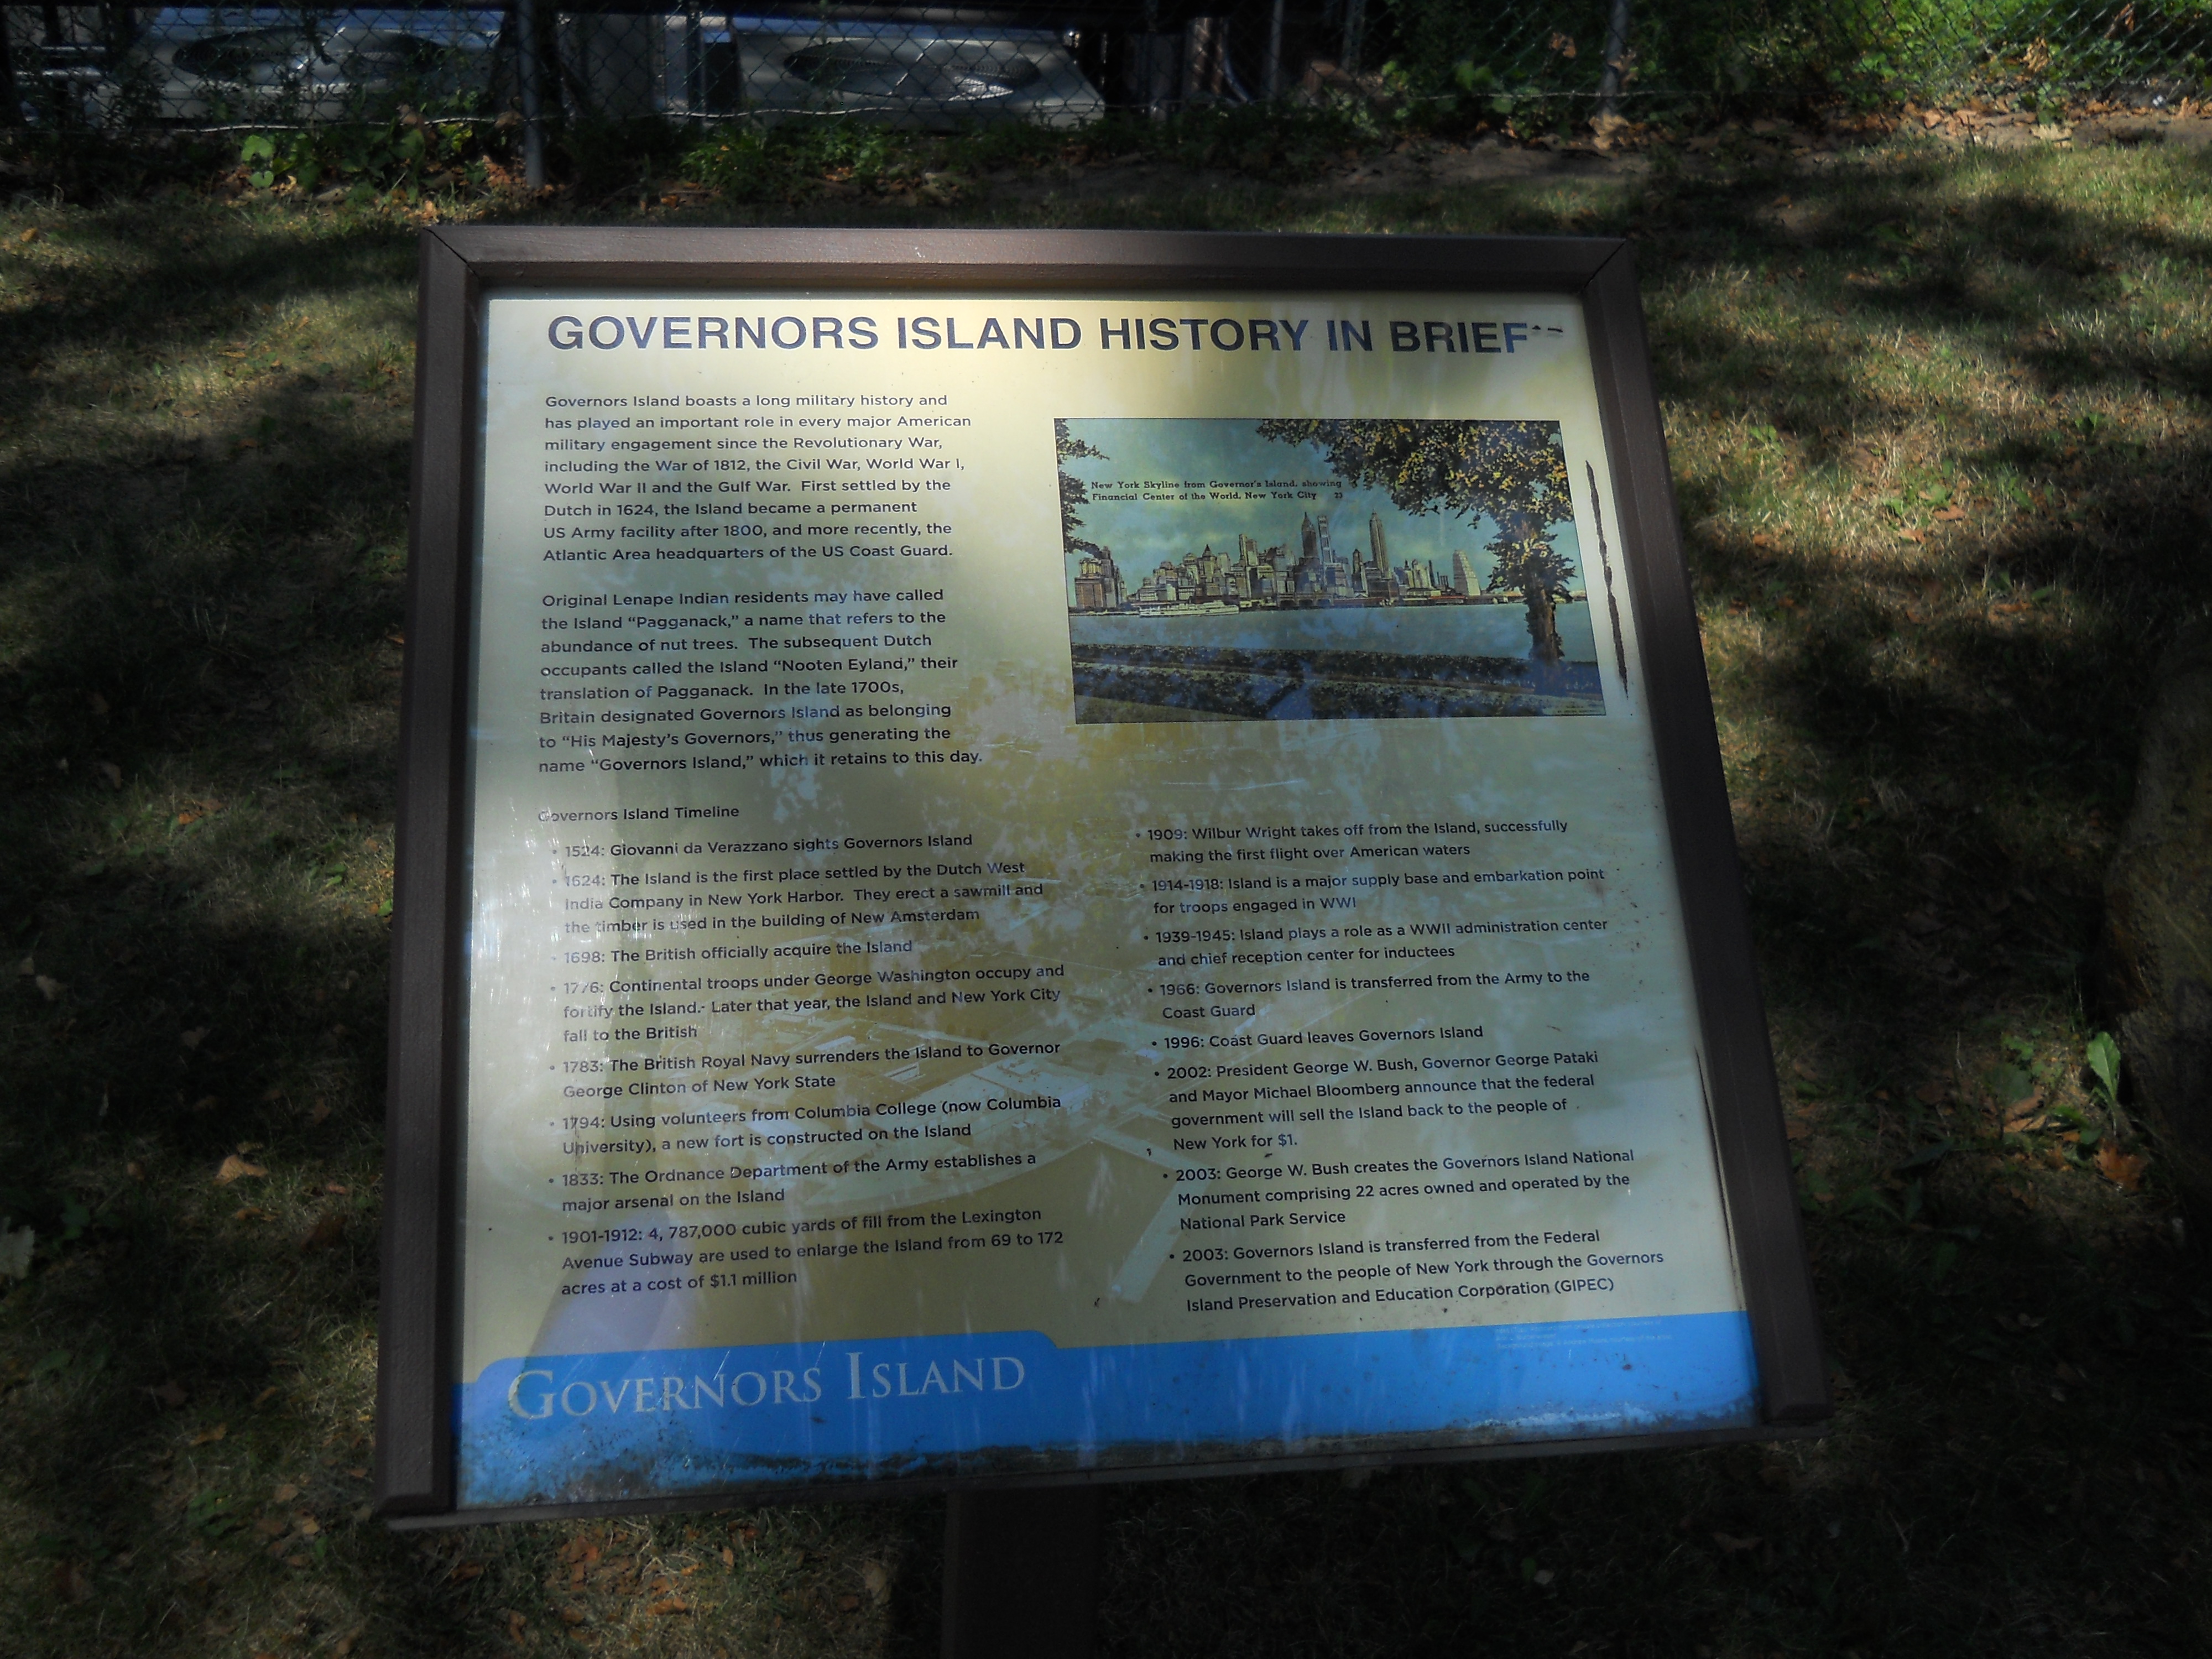 GOVERNORS ISLAND HISTORY IN BRIEF
Governors Island boasts a long military history and
has played an important role in every major American
military engagement since the Revolutionary War,
including the War of 1812, the Civil War, World War I,
World War II and the Gulf War. First settled by the
Dutch in 1624, the Island became a permanent
US Army facility after 1800, and more recently, the
Atlantic Area headquarters of the US Coast Guard.
Original Lenape Indian residents may have called
the Island “Pagganack,” a name that refers to the
abundance of nut trees. The subsequent Dutch
occupants called the Island “Nooten Eyland,” their
translation of Pagganack. In the late 1700s,
Britain designated Governors Island as belonging
to “His Majesty’s Governors,” thus generating the
name “Governors Island,” which it retains to this day.
New York Skyline from Governor's Island, showing
Financial Center of the World, New York City 23
Governors Island Timeline
• 1524: Giovanni da Verazzano sights Governors Island
• 1624: The Island is the first place settled by the Dutch West
India Company in New York Harbor. They erect a sawmill and
the timber is used in the building of New Amsterdam
• 1698: The British officially acquire the Island
• 1776: Continental troops under George Washington occupy and
fortify the Island. Later that year, the Island and New York City
fall to the British
• 1783: The British Royal Navy surrenders the Island to Governor
George Clinton of New York State
• 1794: Using volunteers from Columbia College (now Columbia
University), a new fort is constructed on the Island
• 1833: The Ordnance Department of the Army establishes a
major arsenal on the Island
• 1901-1912: 4, 787,000 cubic yards of fill from the Lexington
Avenue Subway are used to enlarge the Island from 69 to 172
acres at a cost of $1.1 million
• 1909: Wilbur Wright takes off from the Island, successfully
making the first flight over American waters
• 1914-1918: Island is a major supply base and embarkation point
for troops engaged in WWI
• 1939-1945: Island plays a role as a WWII administration center
and chief reception center for inductees
• 1966: Governors Island is transferred from the Army to the
Coast Guard
• 1996: Coast Guard leaves Governors Island
• 2002: President George W. Bush, Governor George Pataki
and Mayor Michael Bloomberg announce that the federal
government will sell the Island back to the people of
New York for $1.
• 2003: George W. Bush creates the Governors Island National
Monument comprising 22 acres owned and operated by the
National Park Service
• 2003: Governors Island is transferred from the Federal
Government to the people of New York through the Governors
Island Preservation and Education Corporation (GIPEC)
GOVERNORS ISLAND